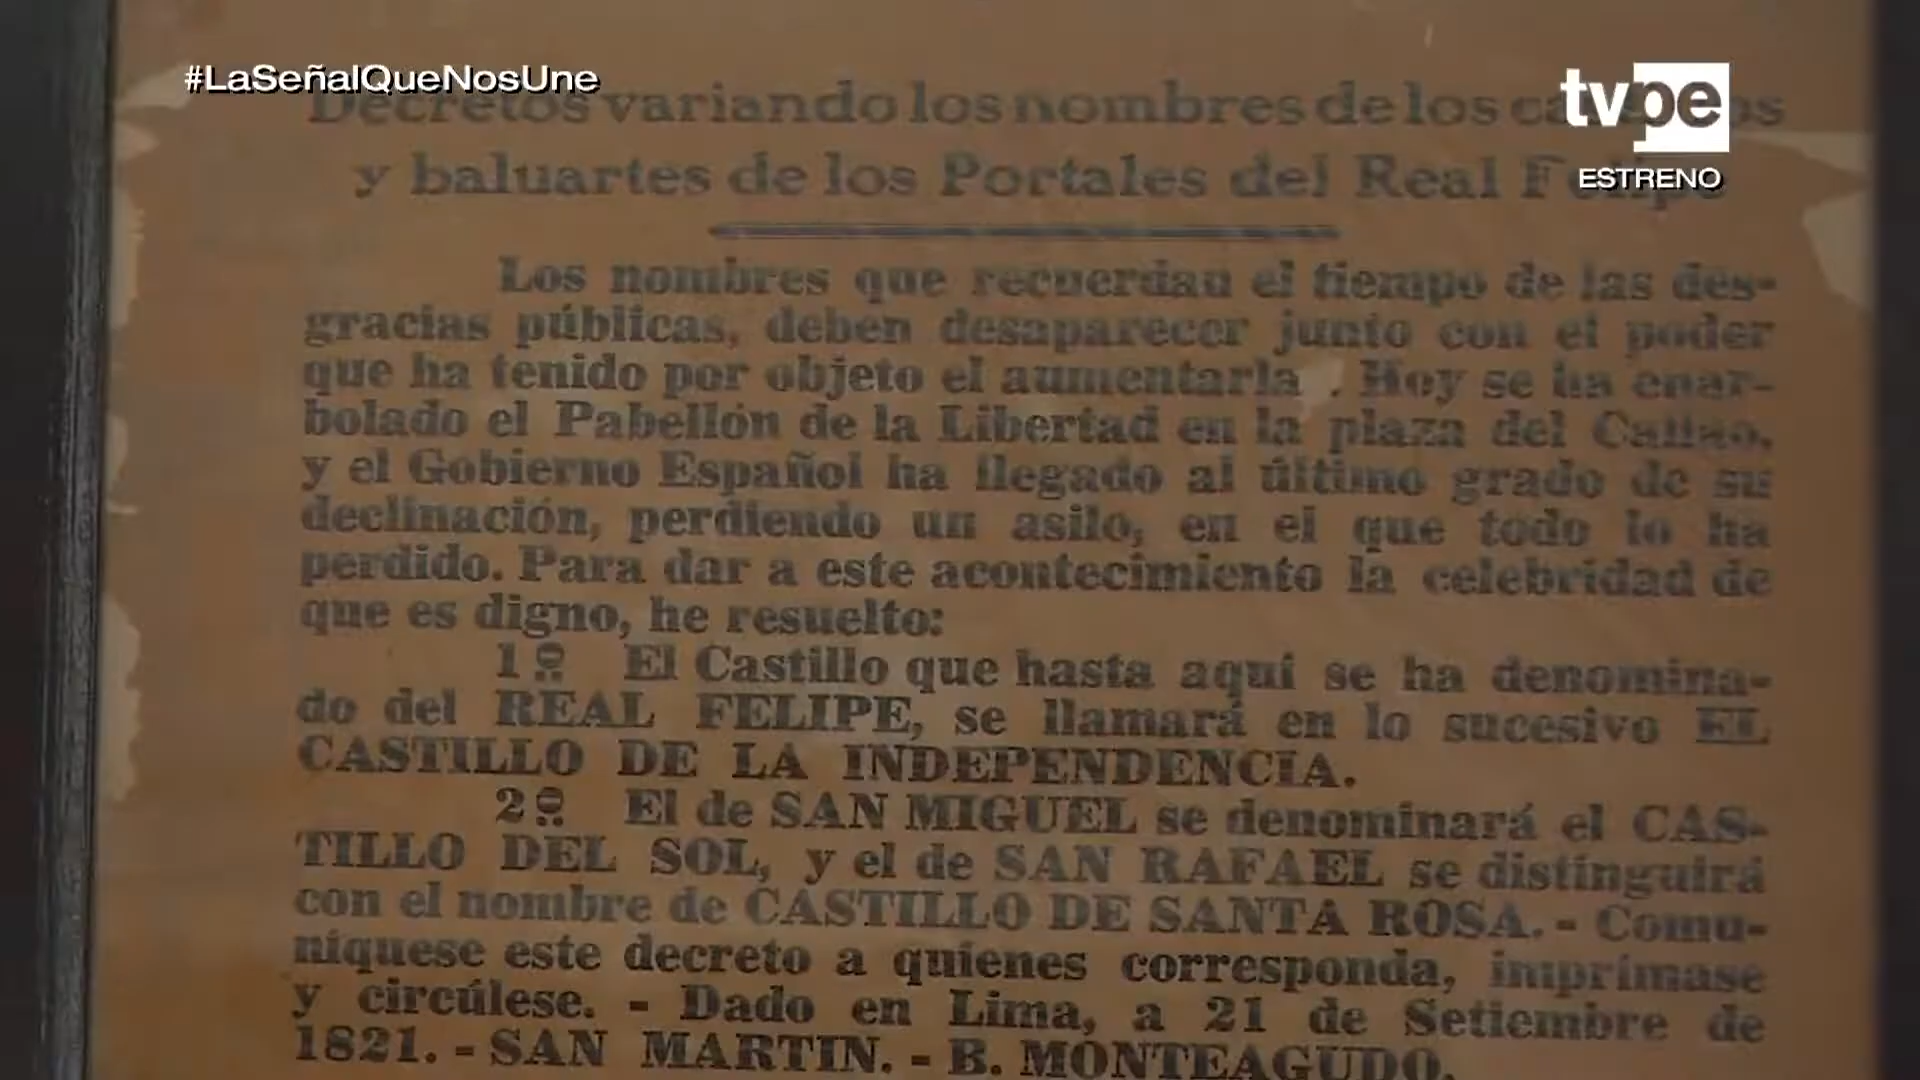 #LaSeñalQueNosUne
tvpe
ESTRENO
Decretos variando los nombres de los
y baluartes de los Portales del Real Felipe
Los nombres que recuerdan el tiempo de las des-
gracias públicas, deben desaparecer junto con el poder
que ha tenido por objeto el aumentarla . Hoy se ha enar-
bolado el Pabellón de la Libertad en la plaza del Callao,
y el Gobierno Español ha llegado al último grado de su
declinación, perdiendo un asilo, en el que todo lo ha
perdido. Para dar a este acontecimiento la celebridad de
que es digno, he resuelto:
1º El Castillo que hasta aquí se ha denomina-
do del REAL FELIPE, se llamará en lo sucesivo EL
CASTILLO DE LA INDEPENDENCIA.
2º El de SAN MIGUEL se denominará el CAS-
TILLO DEL SOL, y el de SAN RAFAEL se distinguirá
con el nombre de CASTILLO DE SANTA ROSA. - Comu-
níquese este decreto a quienes corresponda, imprímase
y circúlese. - Dado en Lima, a 21 de Setiembre de
1821. - SAN MARTIN. - B. MONTEAGUDO.